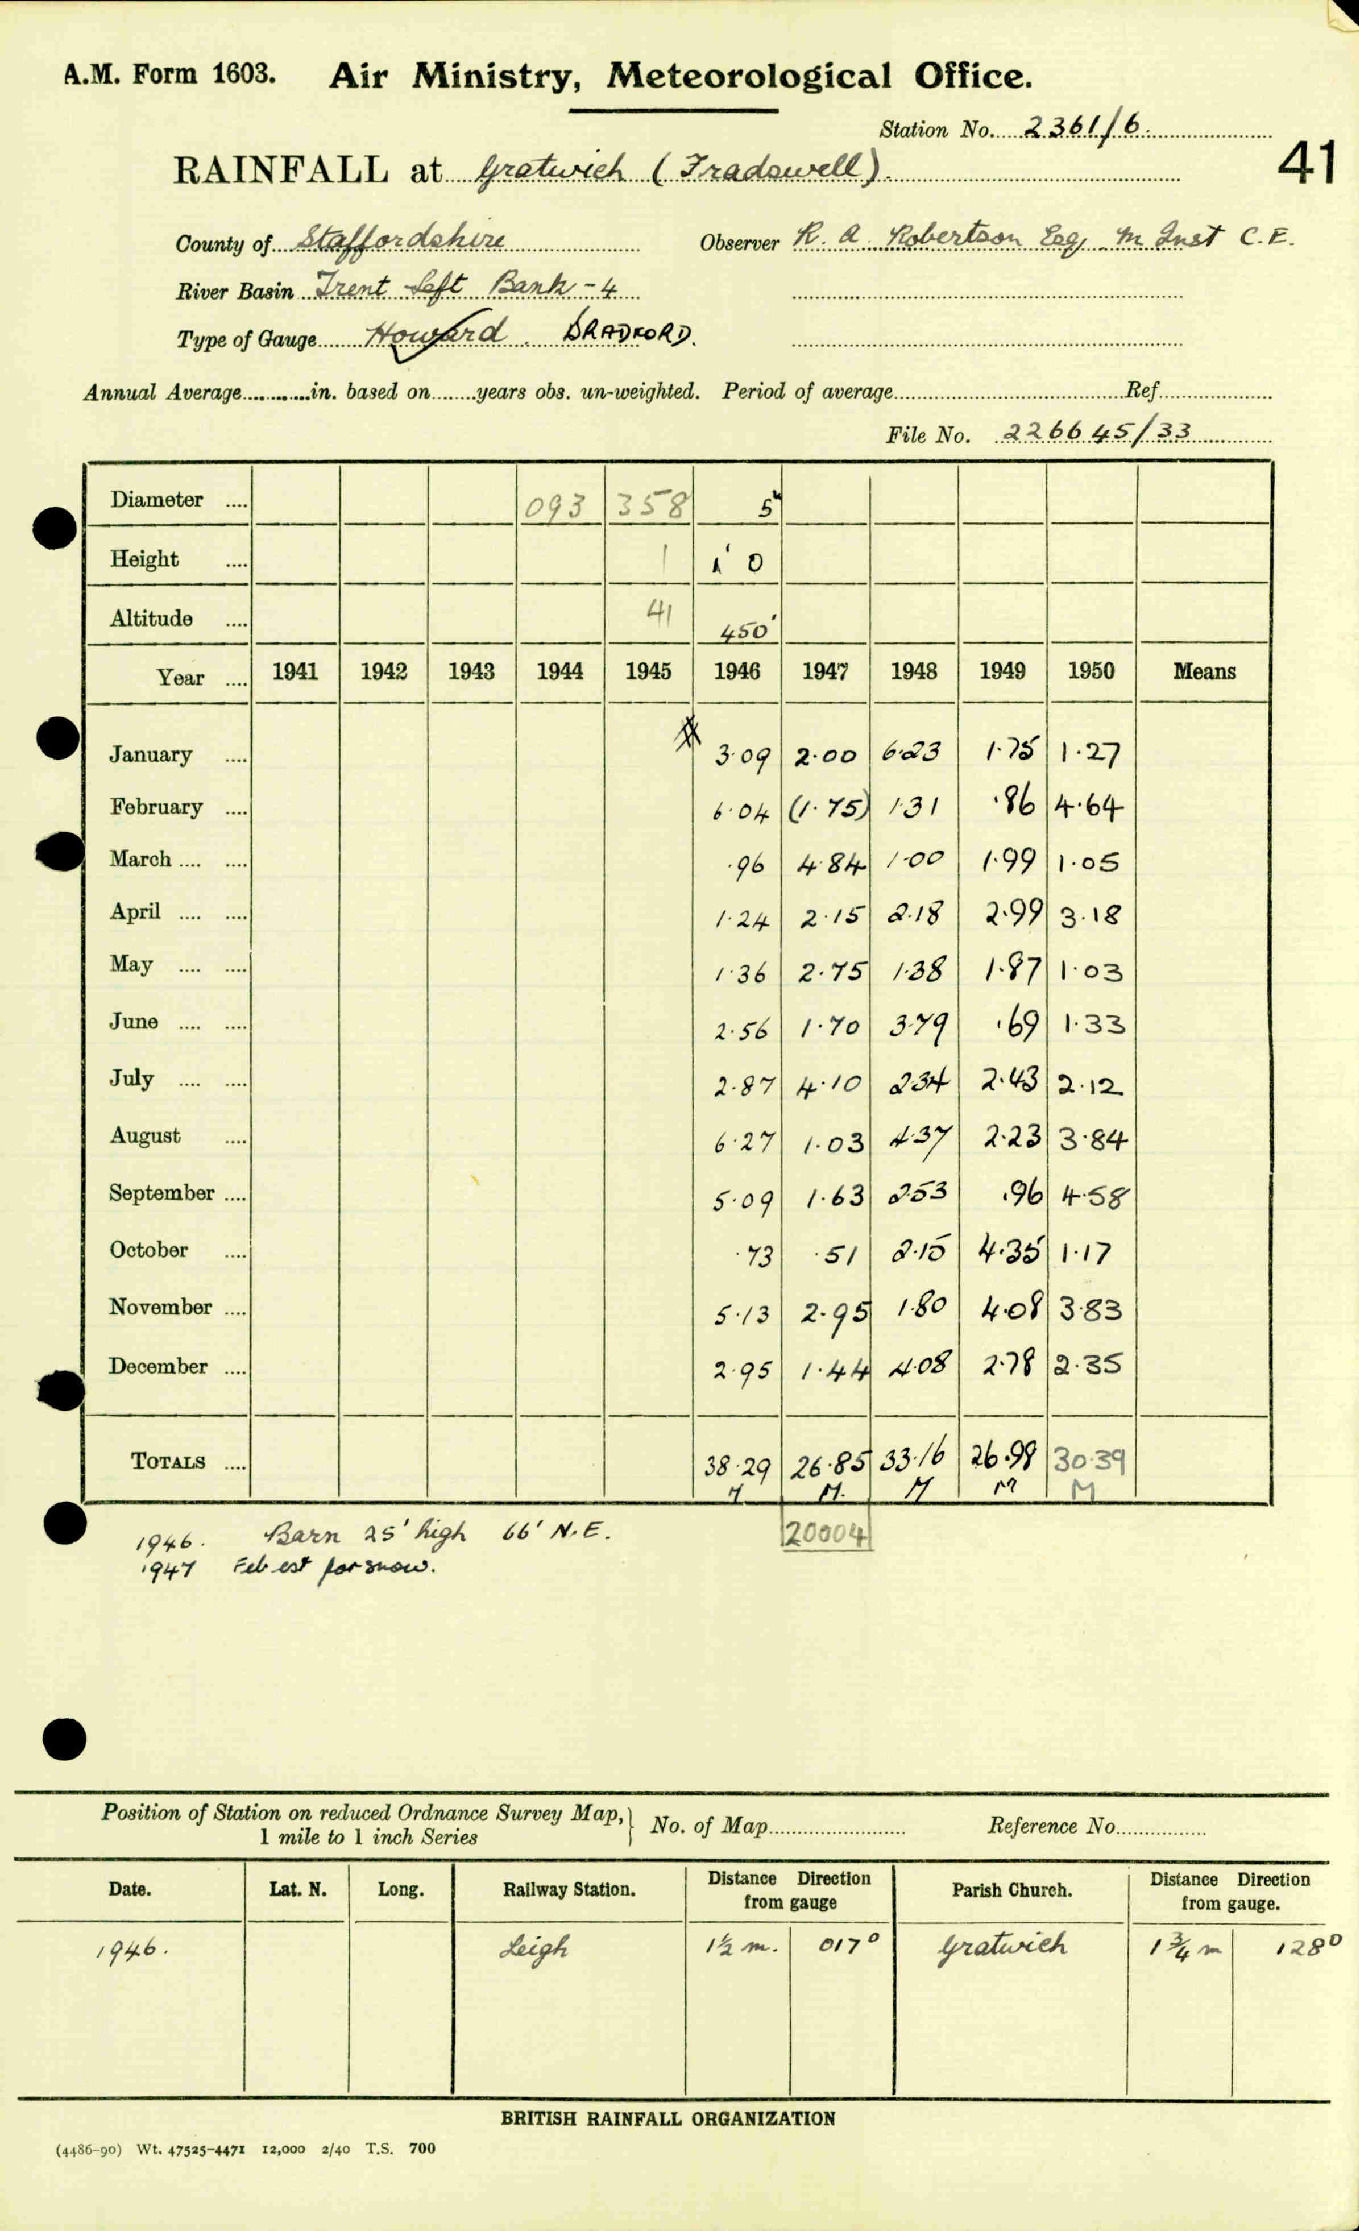 A.M. Form 1603. Air Ministry, Meteorological Office.
Station No. 2361/6.
41
RAINFALL at Gratwich (Fradswell).
County of Staffordshire Observer R. A. Robertson Esq. M Inst C.E.
River Basin Trent Left Bank - 4
Type of Gauge Howard. BRADFORD.
Annual Average in. based on years obs. un-weighted. Period of average Ref.
File No. 226645/33
Diameter 093 358 5"
Height 1 1' 0
Altitude 41 450'
Year 1941 1942 1943 1944 1945 1946 1947 1948 1949 1950 Means
January 3·09 2·00 6·23 1·75 1·27
February 6·04 (1·75) 1·31 ·86 4·64
March ·96 4·84 1·00 1·99 1·05
April 1·24 2·15 2·18 2·99 3·18
May 1·36 2·75 1·38 1·87 1·03
June 2·56 1·70 3·79 ·69 1·33
July 2·87 4·10 2·34 2·43 2·12
August 6·27 1·03 4·37 2·23 3·84
September 5·09 1·63 2·53 ·96 4·58
October ·73 ·51 2·15 4·35 1·17
November 5·13 2·95 1·80 4·08 3·83
December 2·95 1·44 4·08 2·78 2·35
TOTALS 38·29 26·85 33·16 26·98 30·39
M M. M M M
1946. Barn 25' high 66' N.E. 20004
1947 Feb est for snow.
Position of Station on reduced Ordnance Survey Map, 1 mile to 1 inch Series } No. of Map Reference No.
Date. Lat. N. Long. Railway Station. Distance Direction from gauge Parish Church. Distance Direction from gauge.
1946. Leigh 1½ m. 017° Gratwich 1¾ m 128°
BRITISH RAINFALL ORGANIZATION
(4486-90) Wt. 47525-4471 12,000 2/40 T.S. 700